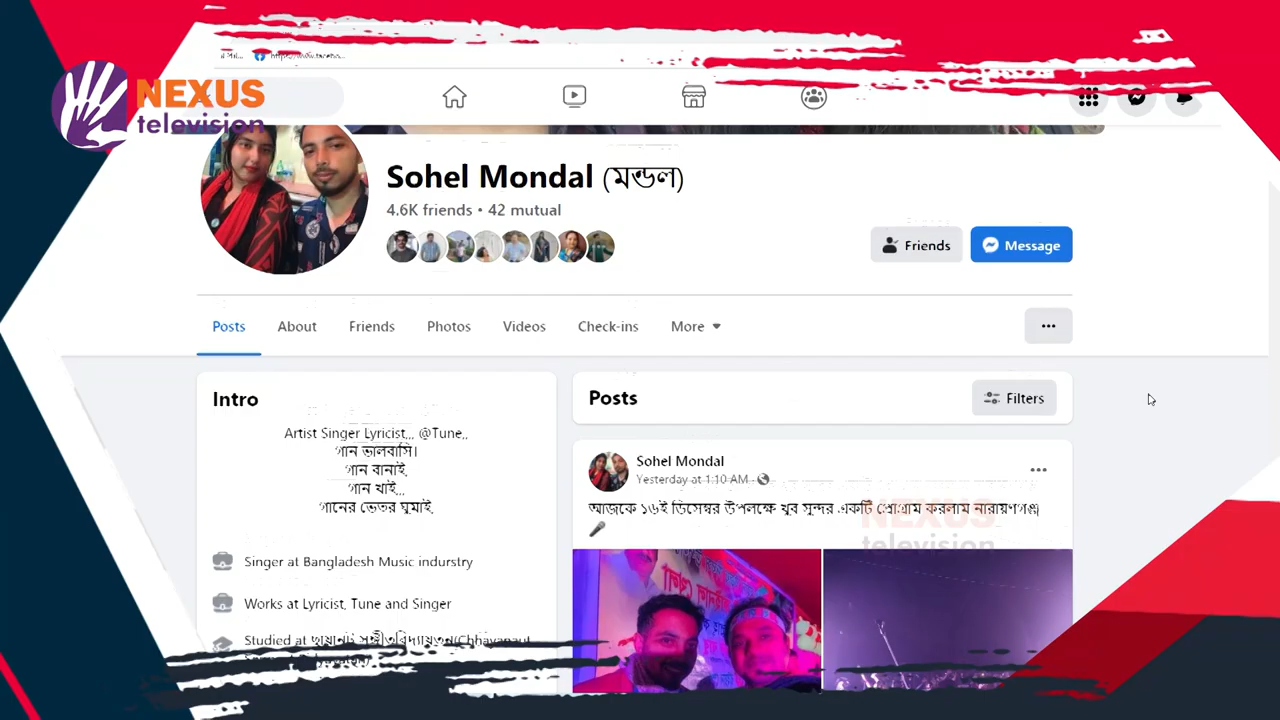 NEXUS
television
Sohel Mondal (মন্ডল)
4.6K friends • 42 mutual
Friends
Message
Posts
About
Friends
Photos
Videos
Check-ins
More
Intro
Artist Singer Lyricist,,, @Tune,,
গান ভালবাসি।
গান বানাই,
গান খাই,,,
গানের ভেতর ঘুমাই,
Singer at Bangladesh Music indurstry
Works at Lyricist, Tune and Singer
Studied at
Posts
Filters
Sohel Mondal
Yesterday at 1:10 AM
আজকে ১৬ই ডিসেম্বর উপলক্ষে খুব সুন্দর একটি প্রোগ্রাম করলাম নারায়ণগঞ্জ
NEXUS
television